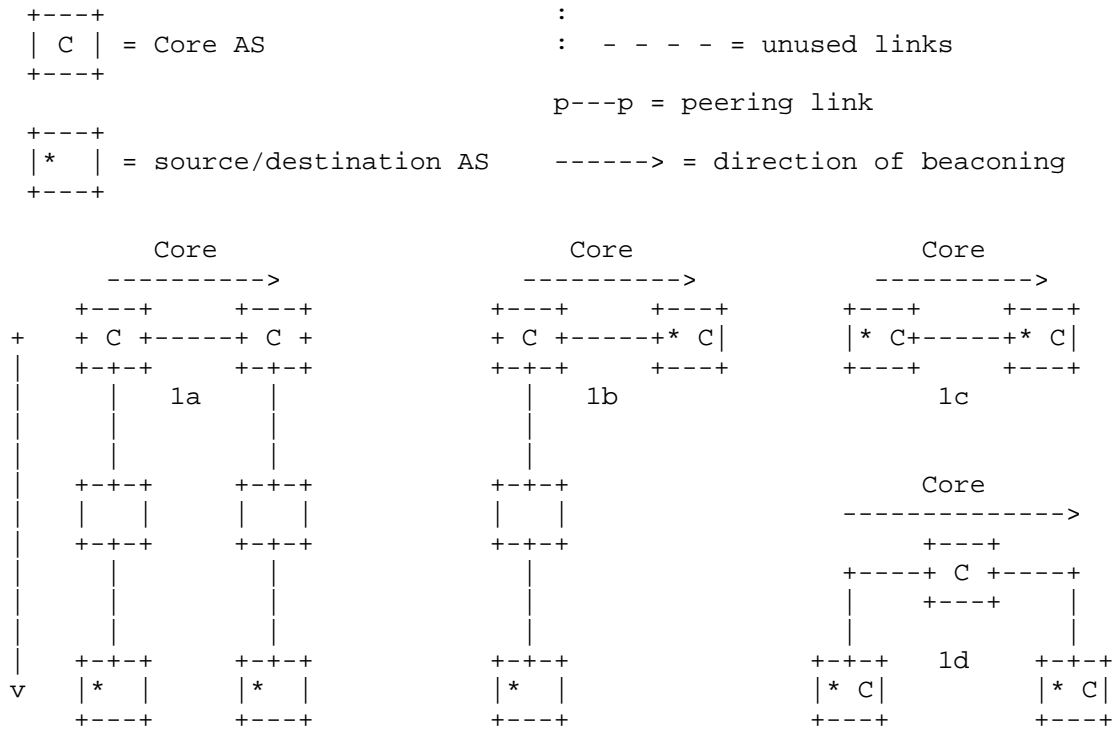 +---+                                 :
| C | = Core AS                       :  - - - - = unused links
+---+
                                      p---p = peering link
+---+
|*  | = source/destination AS    ------> = direction of beaconing
+---+

         Core                      Core                  Core
      ---------->               ---------->           ---------->
    +---+     +---+           +---+     +---+       +---+     +---+
+   + C +-----+ C +           + C +-----+* C|       |* C+-----+* C|
|   +-+-+     +-+-+           +-+-+     +---+       +---+     +---+
|     |   1a    |               |   1b                    1c
|     |         |               |
|     |         |               |
|   +-+-+     +-+-+           +-+-+                      Core
|   |   |     |   |           |   |                 -------------->
|   +-+-+     +-+-+           +-+-+                      +---+
|     |         |               |                   +----+ C +----+
|     |         |               |                   |    +---+    |
|     |         |               |                   |             |
|   +-+-+     +-+-+           +-+-+               +-+-+   1d    +-+-+
v   |*  |     |*  |           |*  |               |* C|         |* C|
    +---+     +---+           +---+               +---+         +---+